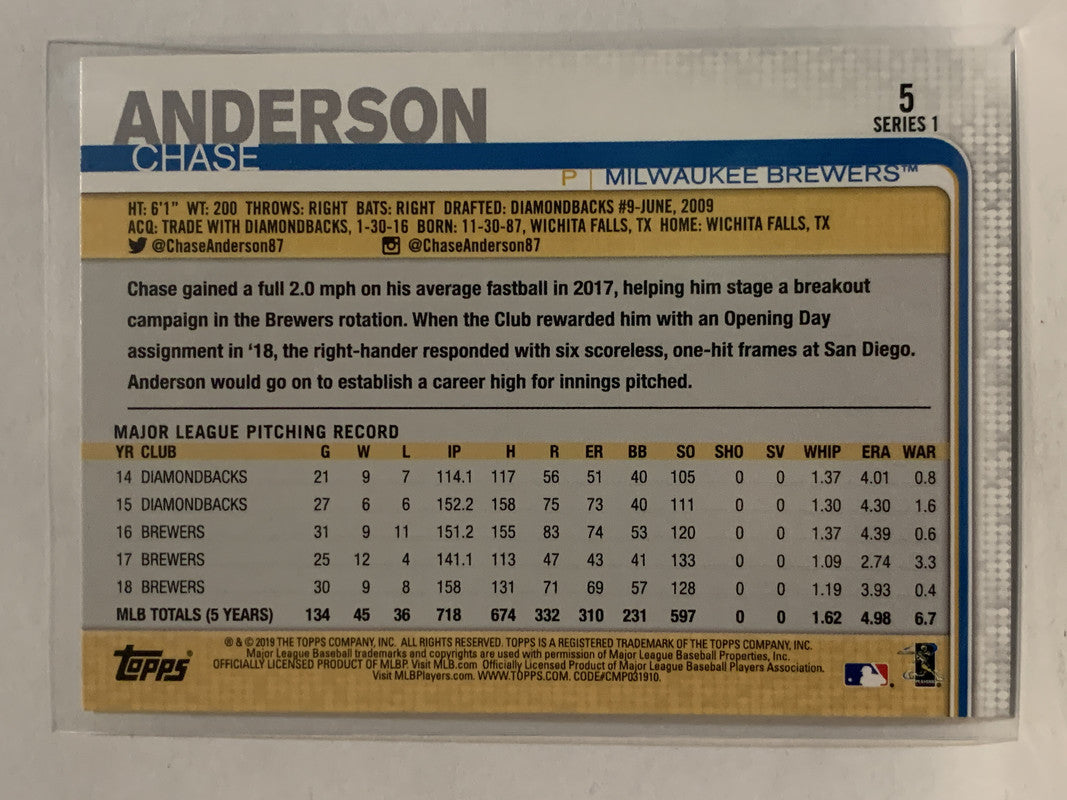 ANDERSON
CHASE
5
SERIES 1
P | MILWAUKEE BREWERS™
HT: 6'1" WT: 200 THROWS: RIGHT BATS: RIGHT DRAFTED: DIAMONDBACKS #9-JUNE, 2009
ACQ: TRADE WITH DIAMONDBACKS, 1-30-16 BORN: 11-30-87, WICHITA FALLS, TX HOME: WICHITA FALLS, TX
@ChaseAnderson87 @ChaseAnderson87
Chase gained a full 2.0 mph on his average fastball in 2017, helping him stage a breakout
campaign in the Brewers rotation. When the Club rewarded him with an Opening Day
assignment in '18, the right-hander responded with six scoreless, one-hit frames at San Diego.
Anderson would go on to establish a career high for innings pitched.
MAJOR LEAGUE PITCHING RECORD
YR CLUB G W L IP H R ER BB SO SHO SV WHIP ERA WAR
14 DIAMONDBACKS 21 9 7 114.1 117 56 51 40 105 0 0 1.37 4.01 0.8
15 DIAMONDBACKS 27 6 6 152.2 158 75 73 40 111 0 0 1.30 4.30 1.6
16 BREWERS 31 9 11 151.2 155 83 74 53 120 0 0 1.37 4.39 0.6
17 BREWERS 25 12 4 141.1 113 47 43 41 133 0 0 1.09 2.74 3.3
18 BREWERS 30 9 8 158 131 71 69 57 128 0 0 1.19 3.93 0.4
MLB TOTALS (5 YEARS) 134 45 36 718 674 332 310 231 597 0 0 1.62 4.98 6.7
® & © 2019 THE TOPPS COMPANY, INC. ALL RIGHTS RESERVED. TOPPS IS A REGISTERED TRADEMARK OF THE TOPPS COMPANY, INC.
Major League Baseball trademarks and copyrights are used with permission of Major League Baseball Properties, Inc.
OFFICIALLY LICENSED PRODUCT OF MLBP. Visit MLB.com Officially Licensed Product of Major League Baseball Players Association.
Visit MLBPlayers.com. WWW.TOPPS.COM. CODE#CMP031910.
TOPPS®